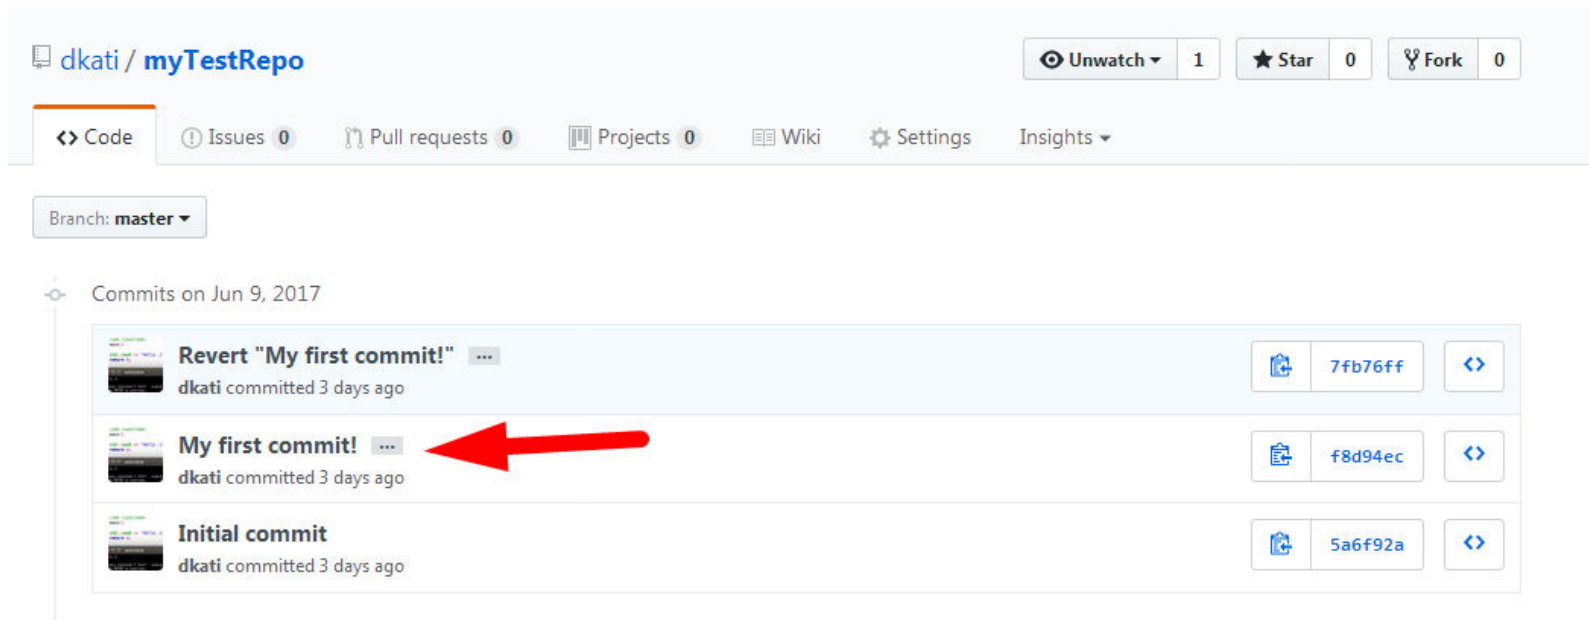 dkati / myTestRepo
Unwatch 1 Star 0 Fork 0
Code Issues 0 Pull requests 0 Projects 0 Wiki Settings Insights
Branch: master
Commits on Jun 9, 2017
Revert "My first commit!" ...
dkati committed 3 days ago
7fb76ff
My first commit! ...
dkati committed 3 days ago
f8d94ec
Initial commit
dkati committed 3 days ago
5a6f92a